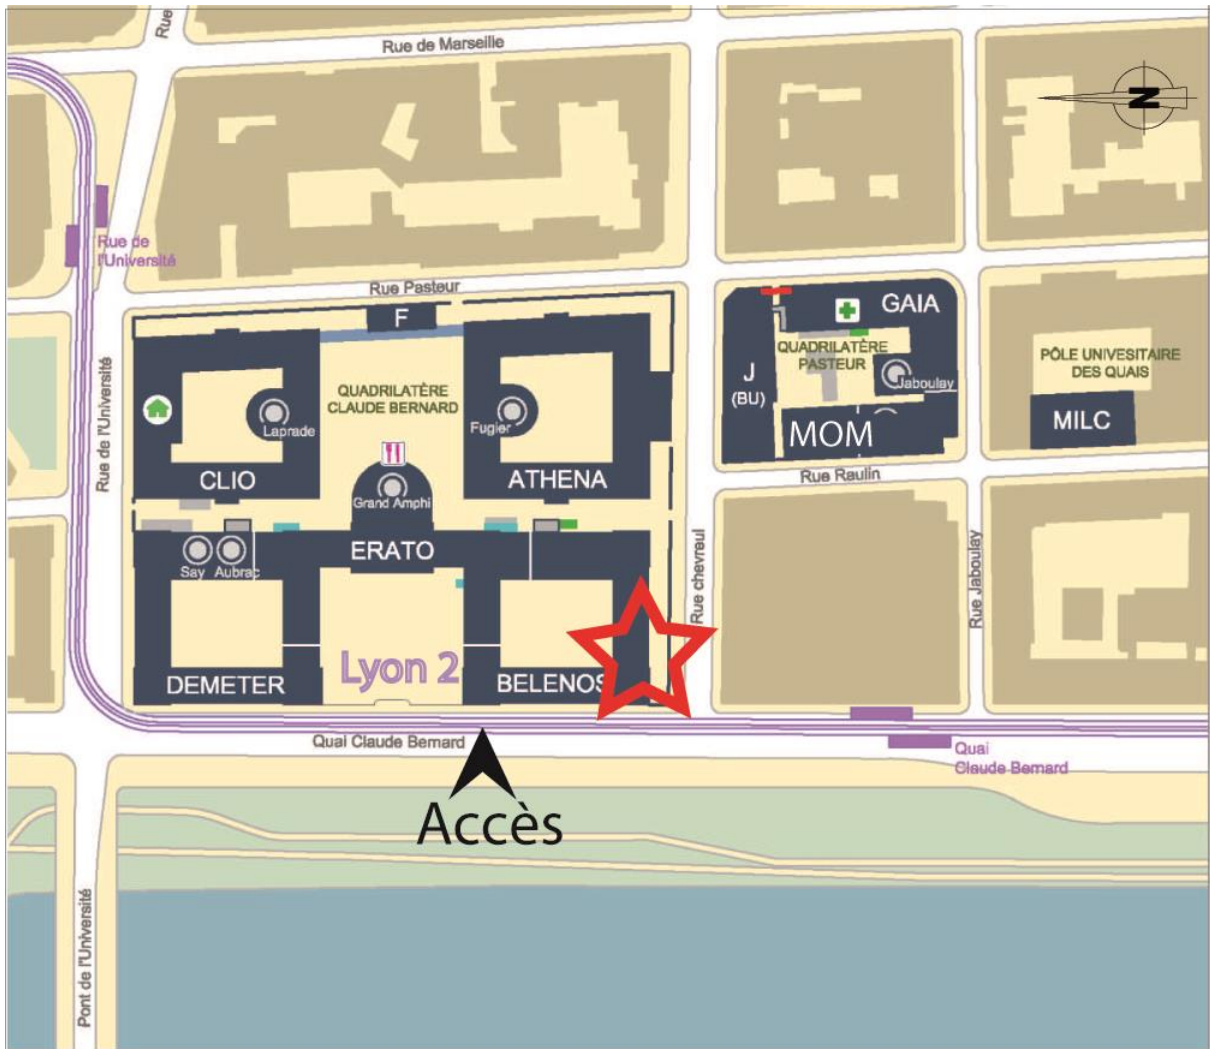 Rue
Rue de Marseille
N
Rue de
l'Université
Rue Pasteur
F
GAIA
QUADRILATÈRE
PASTEUR
J
(BU)
Jaboulay
MOM
PÔLE UNIVESITAIRE
DES QUAIS
MILC
Rue de l'Université
QUADRILATÈRE
CLAUDE BERNARD
Laprade
Fugier
CLIO
Grand Amphi
ATHENA
Rue Raulin
ERATO
Say
Aubrac
Rue chevreul
Rue Jaboulay
Lyon 2
DEMETER
BELENOS
Quai Claude Bernard
Quai
Claude Bernard
Accès
Pont de l'Université